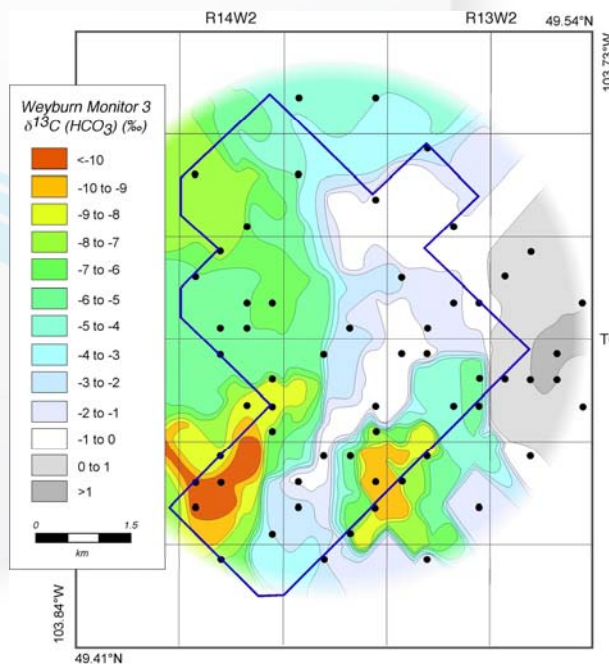 R14W2
R13W2
49.54°N
103.73°W
Weyburn Monitor 3
δ13C (HCO3) (‰)
<-10
-10 to -9
-9 to -8
-8 to -7
-7 to -6
-6 to -5
-5 to -4
-4 to -3
-3 to -2
-2 to -1
-1 to 0
0 to 1
>1
0
1.5
km
103.84°W
49.41°N